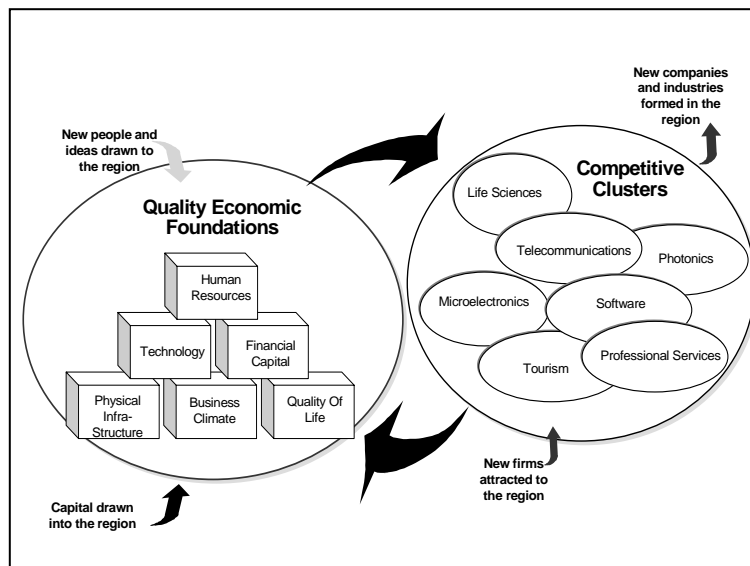 New people and
ideas drawn to
the region
Quality Economic
Foundations
Human
Resources
Technology
Financial
Capital
Physical
Infra-
Structure
Business
Climate
Quality Of
Life
Capital drawn
into the region
New companies
and industries
formed in the
region
Competitive
Clusters
Life Sciences
Telecommunications
Photonics
Microelectronics
Software
Tourism
Professional Services
New firms
attracted to
the region